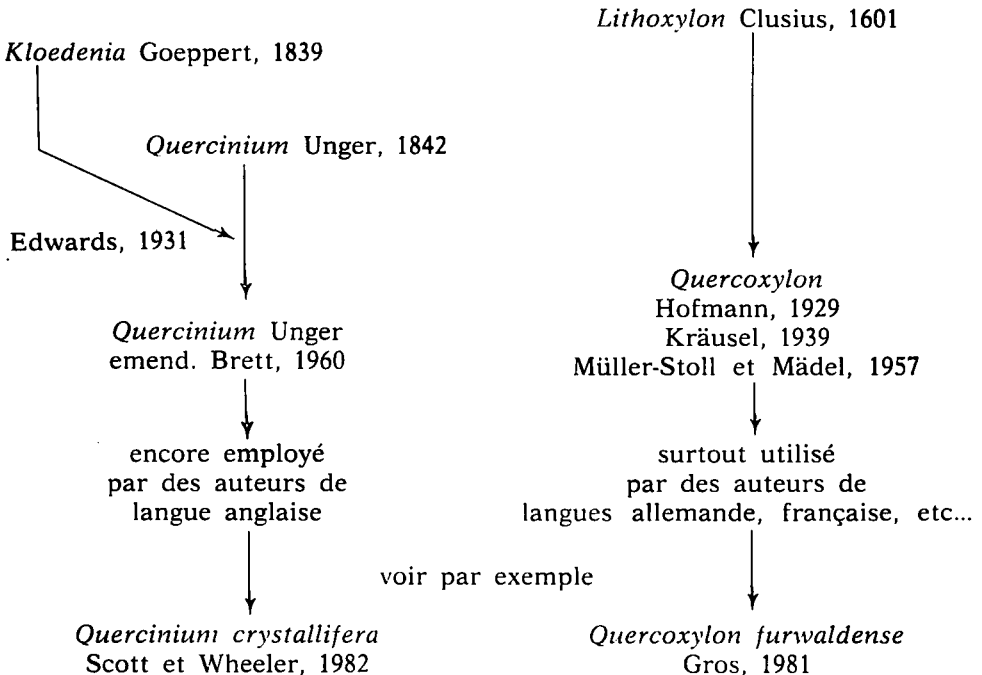 Lithoxylon Clusius, 1601
Kloedenia Goeppert, 1839
Quercinium Unger, 1842
Edwards, 1931
Quercinium Unger
emend. Brett, 1960
encore employé
par des auteurs de
langue anglaise
Quercoxylon
Hofmann, 1929
Kräusel, 1939
Müller-Stoll et Mädel, 1957
surtout utilisé
par des auteurs de
langues allemande, française, etc...
voir par exemple
Quercinium crystallifera
Scott et Wheeler, 1982
Quercoxylon furwaldense
Gros, 1981